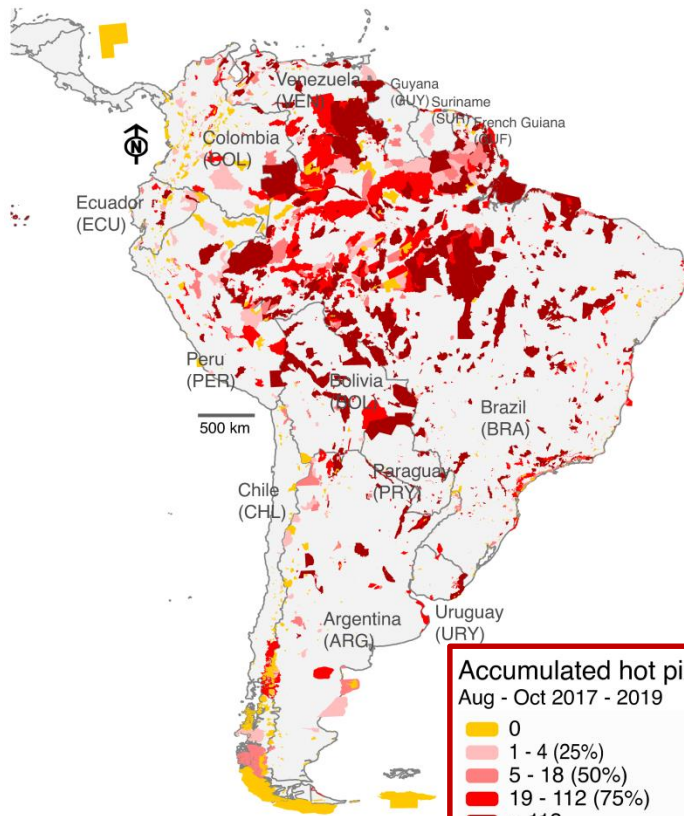 Venezuela
(VEN)
Guyana
(GUY)
Suriname
(SUR)
French Guiana
(GUF)
Colombia
(COL)
N
Ecuador
(ECU)
Peru
(PER)
Bolivia
(BOL)
500 km
Brazil
(BRA)
Paraguay
(PRY)
Chile
(CHL)
Argentina
(ARG)
Uruguay
(URY)
Accumulated hot pi
Aug - Oct 2017 - 2019
0
1 - 4 (25%)
5 - 18 (50%)
19 - 112 (75%)